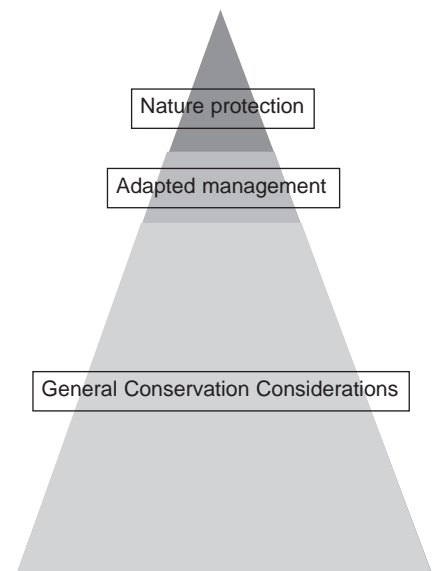 Nature protection
Adapted management
General Conservation Considerations